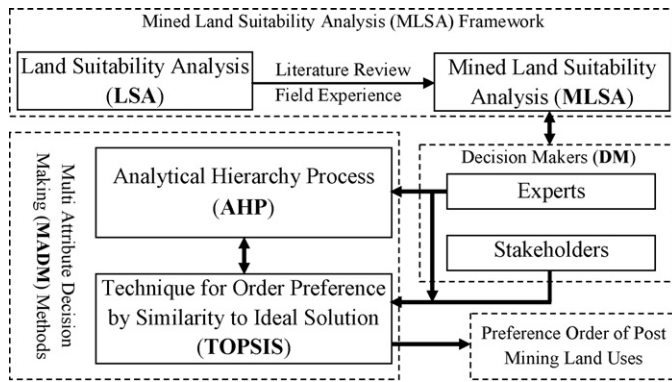 Mined Land Suitability Analysis (MLSA) Framework
Land Suitability Analysis
(LSA)
Literature Review
Field Experience
Mined Land Suitability
Analysis (MLSA)
Decision Makers (DM)
Experts
Stakeholders
Multi Attribute Decision
Making (MADM) Methods
Analytical Hierarchy Process
(AHP)
Technique for Order Preference
by Similarity to Ideal Solution
(TOPSIS)
Preference Order of Post
Mining Land Uses